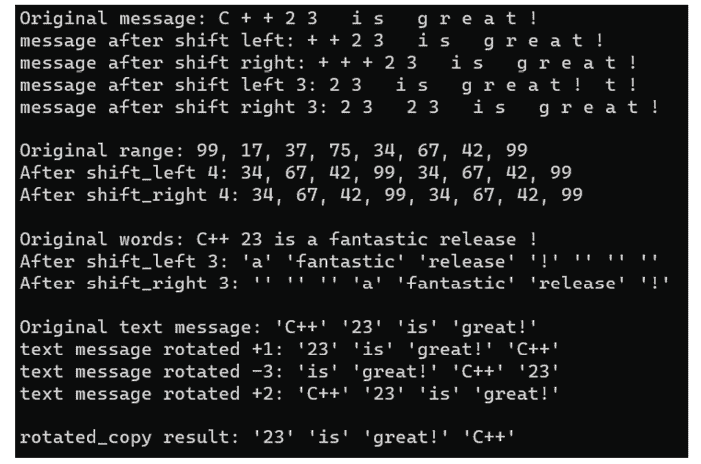 Original message: C + + 2 3   i s   g r e a t !
message after shift left: + + 2 3   i s   g r e a t !
message after shift right: + + + 2 3   i s   g r e a t !
message after shift left 3: 2 3   i s   g r e a t !  t !
message after shift right 3: 2 3   2 3   i s   g r e a t !
Original range: 99, 17, 37, 75, 34, 67, 42, 99
After shift_left 4: 34, 67, 42, 99, 34, 67, 42, 99
After shift_right 4: 34, 67, 42, 99, 34, 67, 42, 99
Original words: C++ 23 is a fantastic release !
After shift_left 3: 'a' 'fantastic' 'release' '!' '' '' ''
After shift_right 3: '' '' '' 'a' 'fantastic' 'release' '!'
Original text message: 'C++' '23' 'is' 'great!'
text message rotated +1: '23' 'is' 'great!' 'C++'
text message rotated -3: 'is' 'great!' 'C++' '23'
text message rotated +2: 'C++' '23' 'is' 'great!'
rotated_copy result: '23' 'is' 'great!' 'C++'